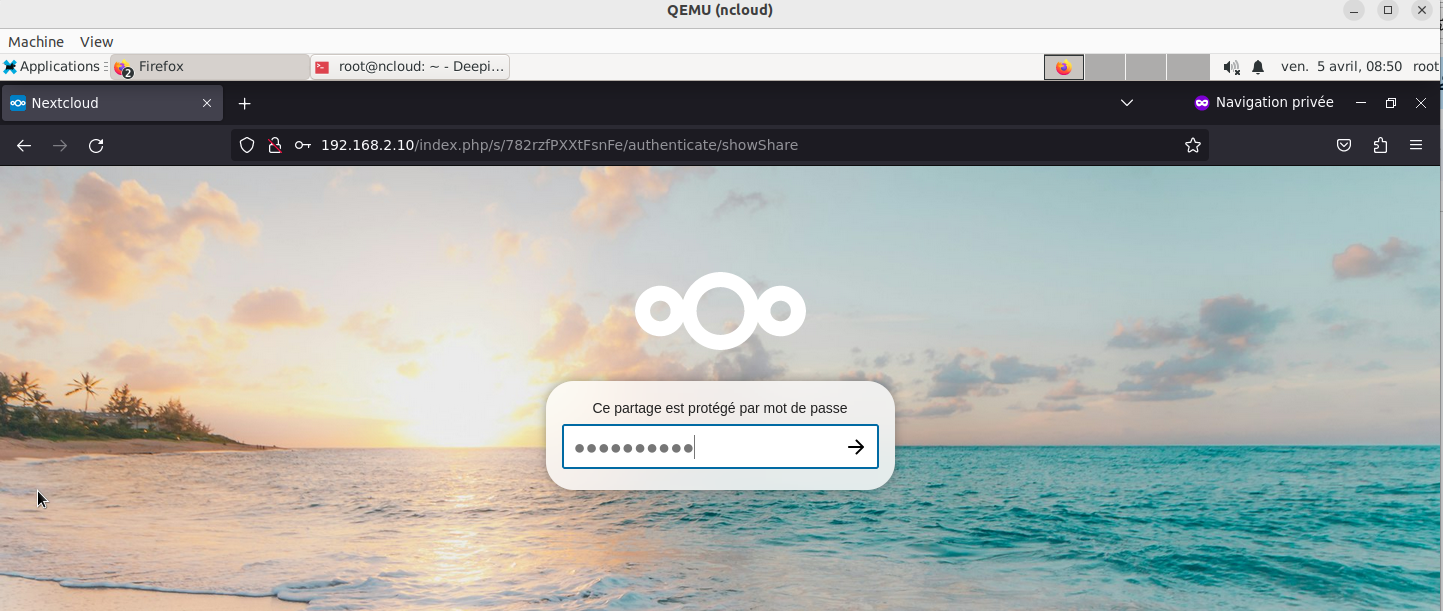 QEMU (ncloud)
Machine View
Applications Firefox root@ncloud: ~ - Deepi... ven. 5 avril, 08:50 root
2
Nextcloud Navigation privée
192.168.2.10/index.php/s/782rzfPXXtFsnFe/authenticate/showShare
Ce partage est protégé par mot de passe